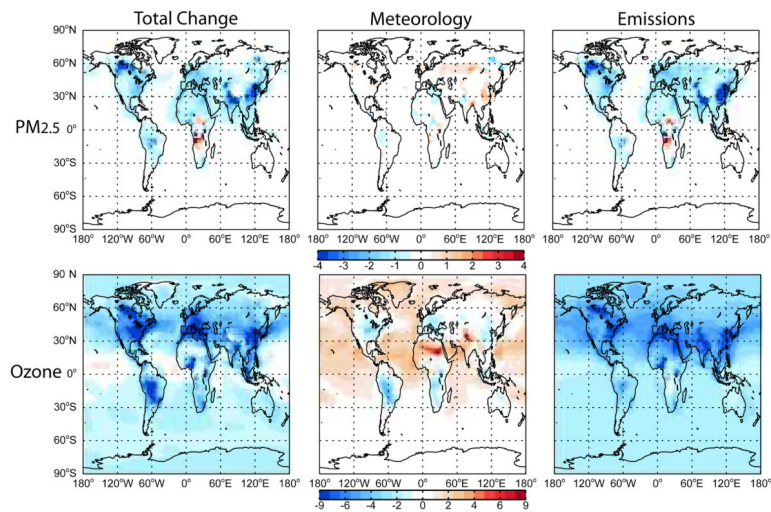 Total Change Meteorology Emissions
90°N
60°N
30°N
PM2.5 0°
30°S
60°S
90°S
180° 120°W 60°W 0° 60°E 120°E 180° 180° 120°W 60°W 0° 60°E 120°E 180° 180° 120°W 60°W 0° 60°E 120°E 180°
-4 -3 -2 -1 0 1 2 3 4
90 N
60°N
30°N
Ozone 0°
30°S
60°S
90°S
180° 120°W 60°W 0° 60°E 120°E 180° 180° 120°W 60°W 0° 60°E 120°E 180° 180° 120°W 60°W 0° 60°E 120°E 180°
-9 -6 -4 -2 0 2 4 6 9